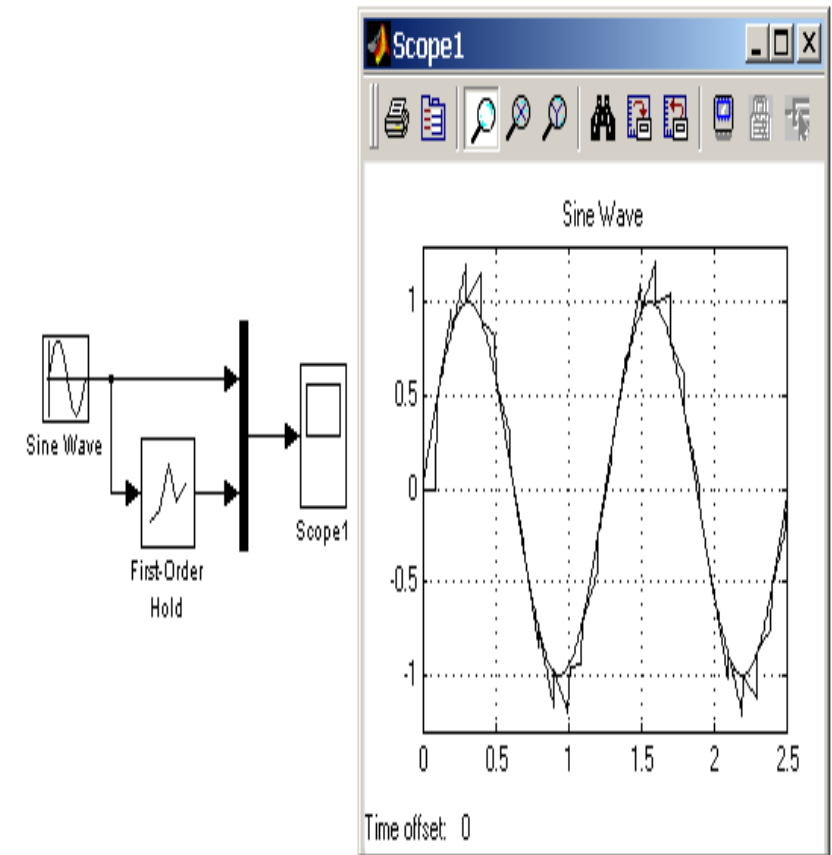 Scope1
Sine Wave
1
0.5
0
-0.5
-1
0 0.5 1 1.5 2 2.5
Time offset: 0
Sine Wave
First-Order
Hold
Scope1